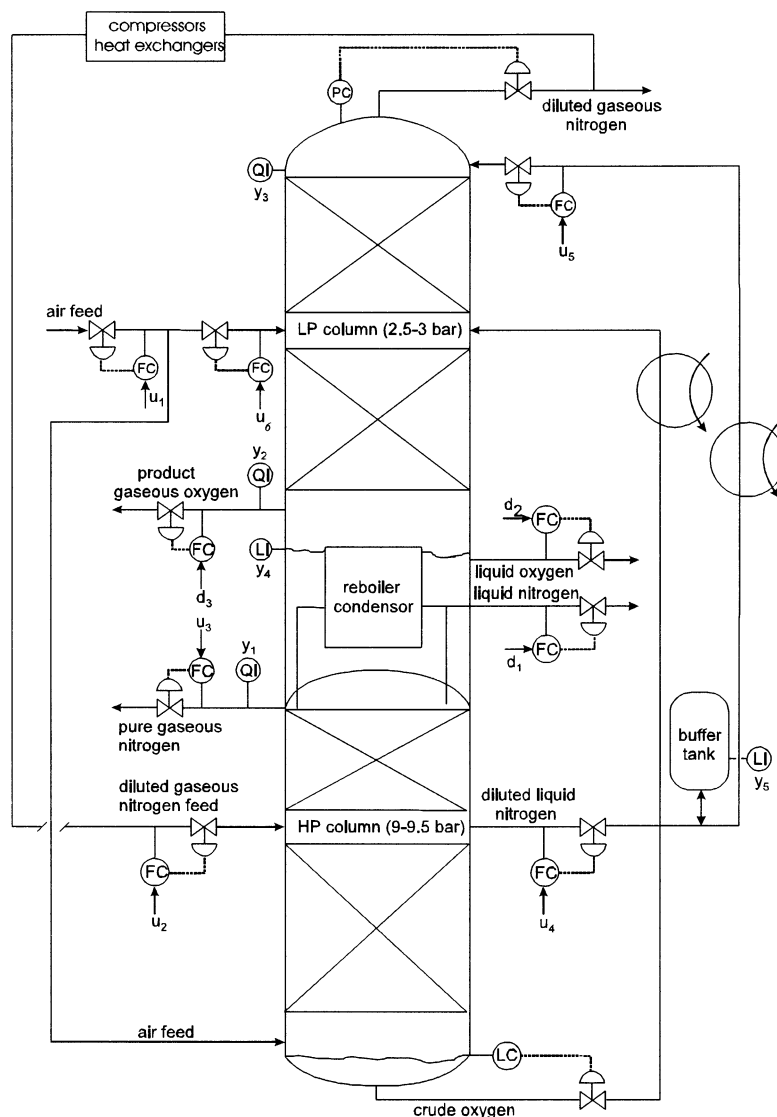 compressors
heat exchangers
PC
diluted gaseous
nitrogen
QI
y3
FC
u5
air feed
LP column (2.5-3 bar)
FC
u1
FC
u6
y2
product
gaseous oxygen
QI
d2
FC
FC
LI
y4
reboiler
condensor
liquid oxygen
liquid nitrogen
d3
u3
y1
FC
QI
d1
FC
pure gaseous
nitrogen
buffer
tank
LI
y5
diluted gaseous
nitrogen feed
diluted liquid
nitrogen
HP column (9-9.5 bar)
FC
u2
FC
u4
air feed
LC
crude oxygen